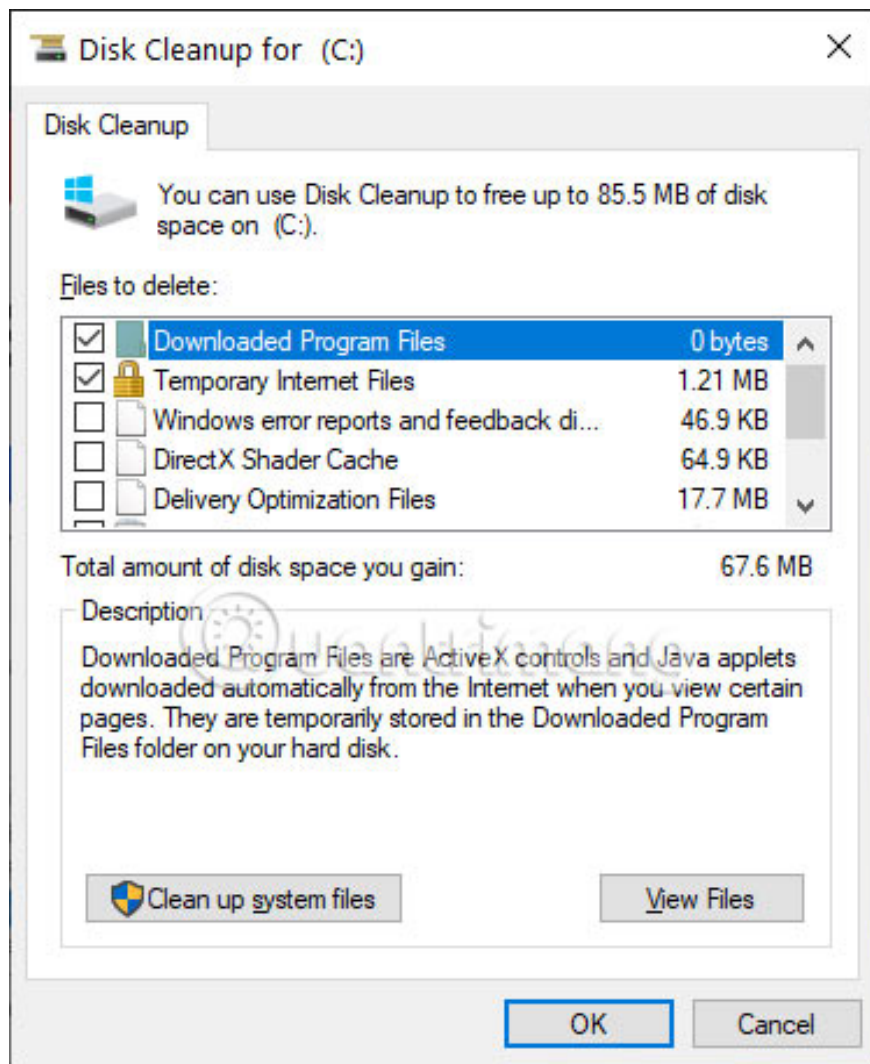 Disk Cleanup for (C:)
Disk Cleanup
You can use Disk Cleanup to free up to 85.5 MB of disk
space on (C:).
Files to delete:
Downloaded Program Files 0 bytes
Temporary Internet Files 1.21 MB
Windows error reports and feedback di... 46.9 KB
DirectX Shader Cache 64.9 KB
Delivery Optimization Files 17.7 MB
Total amount of disk space you gain: 67.6 MB
Description
Quantrimang
Downloaded Program Files are ActiveX controls and Java applets
downloaded automatically from the Internet when you view certain
pages. They are temporarily stored in the Downloaded Program
Files folder on your hard disk.
Clean up system files
View Files
OK
Cancel